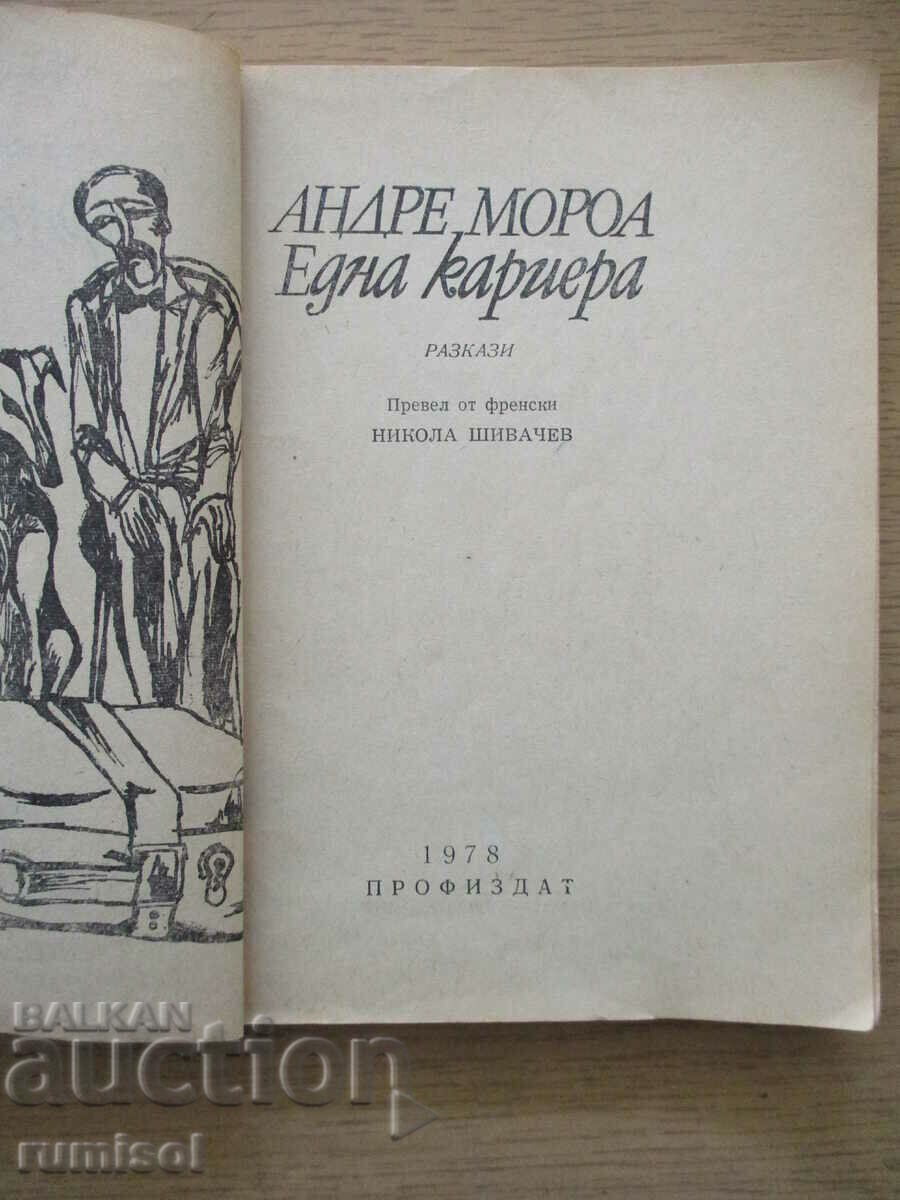 АНДРЕ МОРОА
Една кариера
РАЗКАЗИ
Превел от френски
НИКОЛА ШИВАЧЕВ
1978
ПРОФИЗДАТ
BALKAN
auction
rumisol